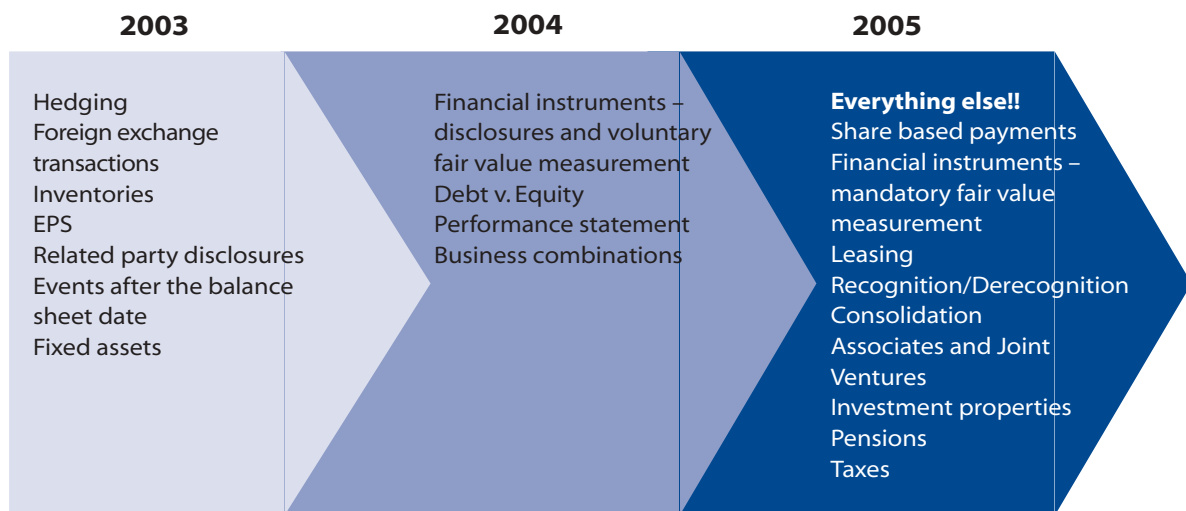 2003
Hedging
Foreign exchange
transactions
Inventories
EPS
Related party disclosures
Events after the balance
sheet date
Fixed assets
2004
Financial instruments –
disclosures and voluntary
fair value measurement
Debt v. Equity
Performance statement
Business combinations
2005
Everything else!!
Share based payments
Financial instruments –
mandatory fair value
measurement
Leasing
Recognition/Derecognition
Consolidation
Associates and Joint
Ventures
Investment properties
Pensions
Taxes